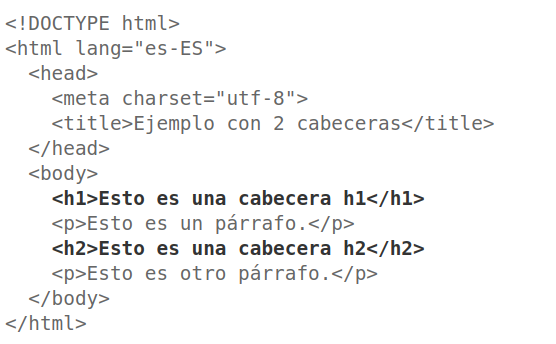 <!DOCTYPE html>
<html lang="es-ES">
  <head>
    <meta charset="utf-8">
    <title>Ejemplo con 2 cabeceras</title>
  </head>
  <body>
    <h1>Esto es una cabecera h1</h1>
    <p>Esto es un párrafo.</p>
    <h2>Esto es una cabecera h2</h2>
    <p>Esto es otro párrafo.</p>
  </body>
</html>